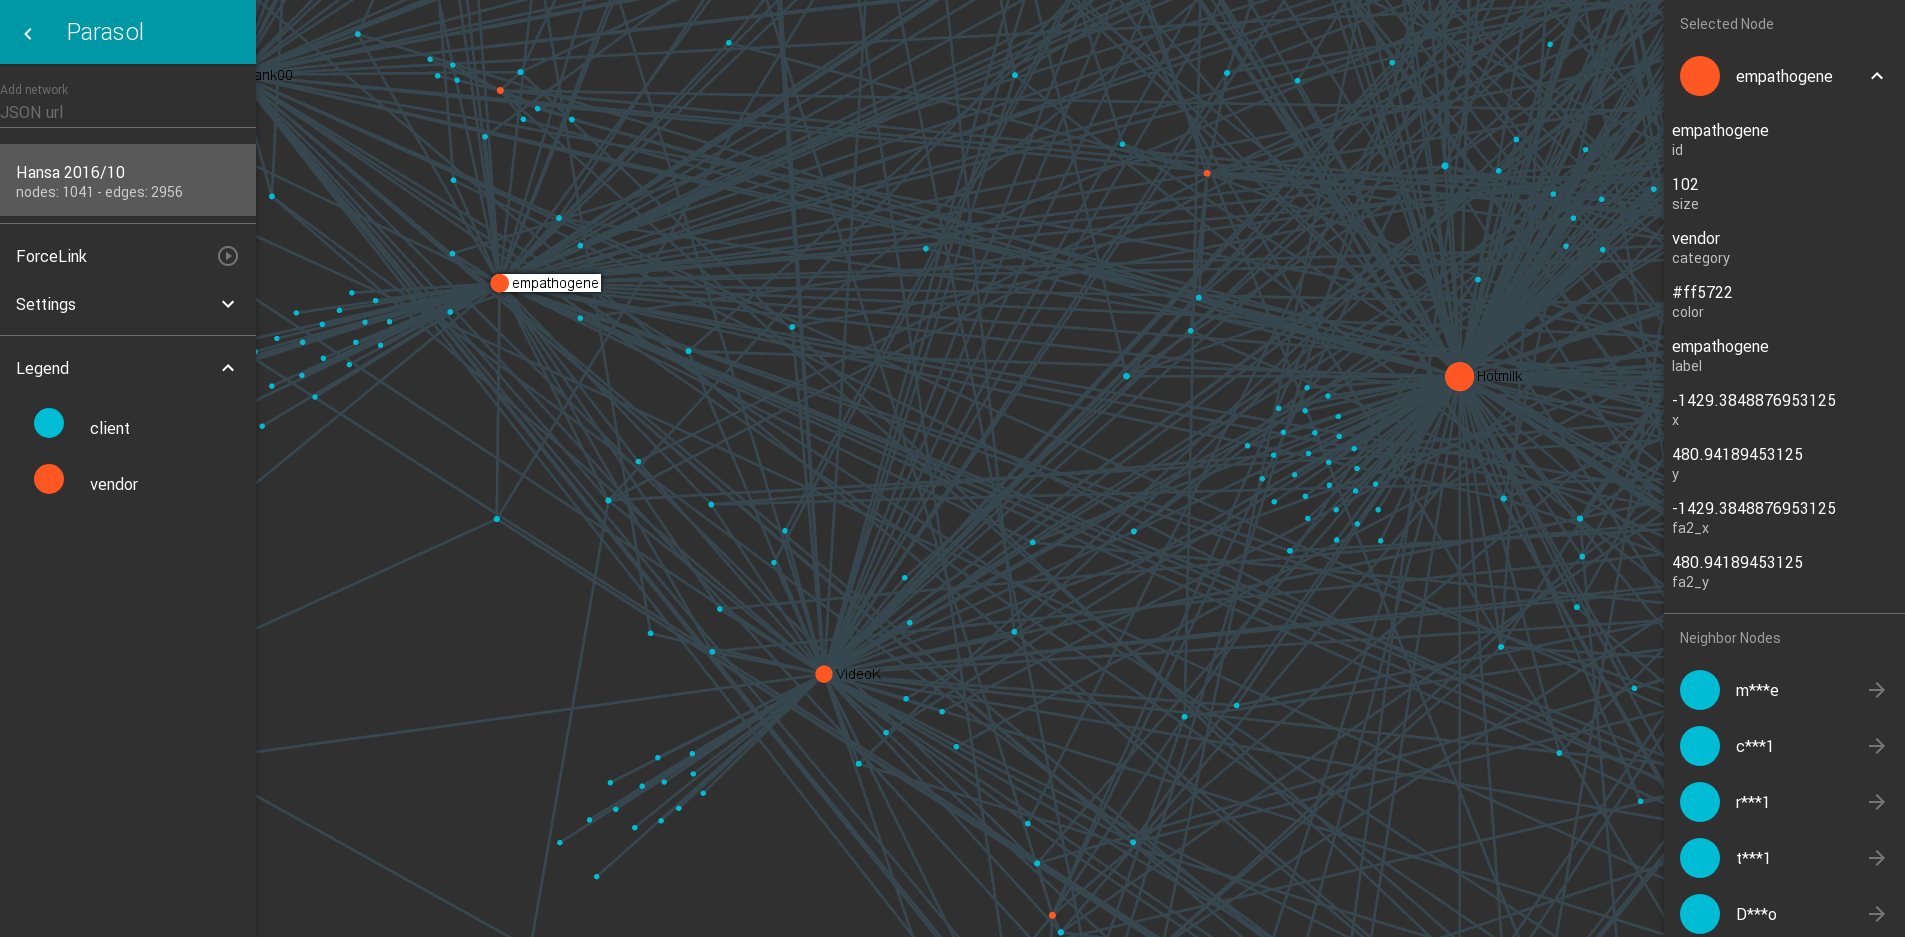 Parasol
Add network
JSON url
Hansa 2016/10
nodes: 1041 - edges: 2956
ForceLink
Settings
Legend
client
vendor
ank00
empathogene
Hotmilk
VideoK
Selected Node
empathogene
empathogene
id
102
size
vendor
category
#ff5722
color
empathogene
label
-1429.3848876953125
x
480.94189453125
y
-1429.3848876953125
fa2_x
480.94189453125
fa2_y
Neighbor Nodes
m***e
c***1
r***1
t***1
D***o